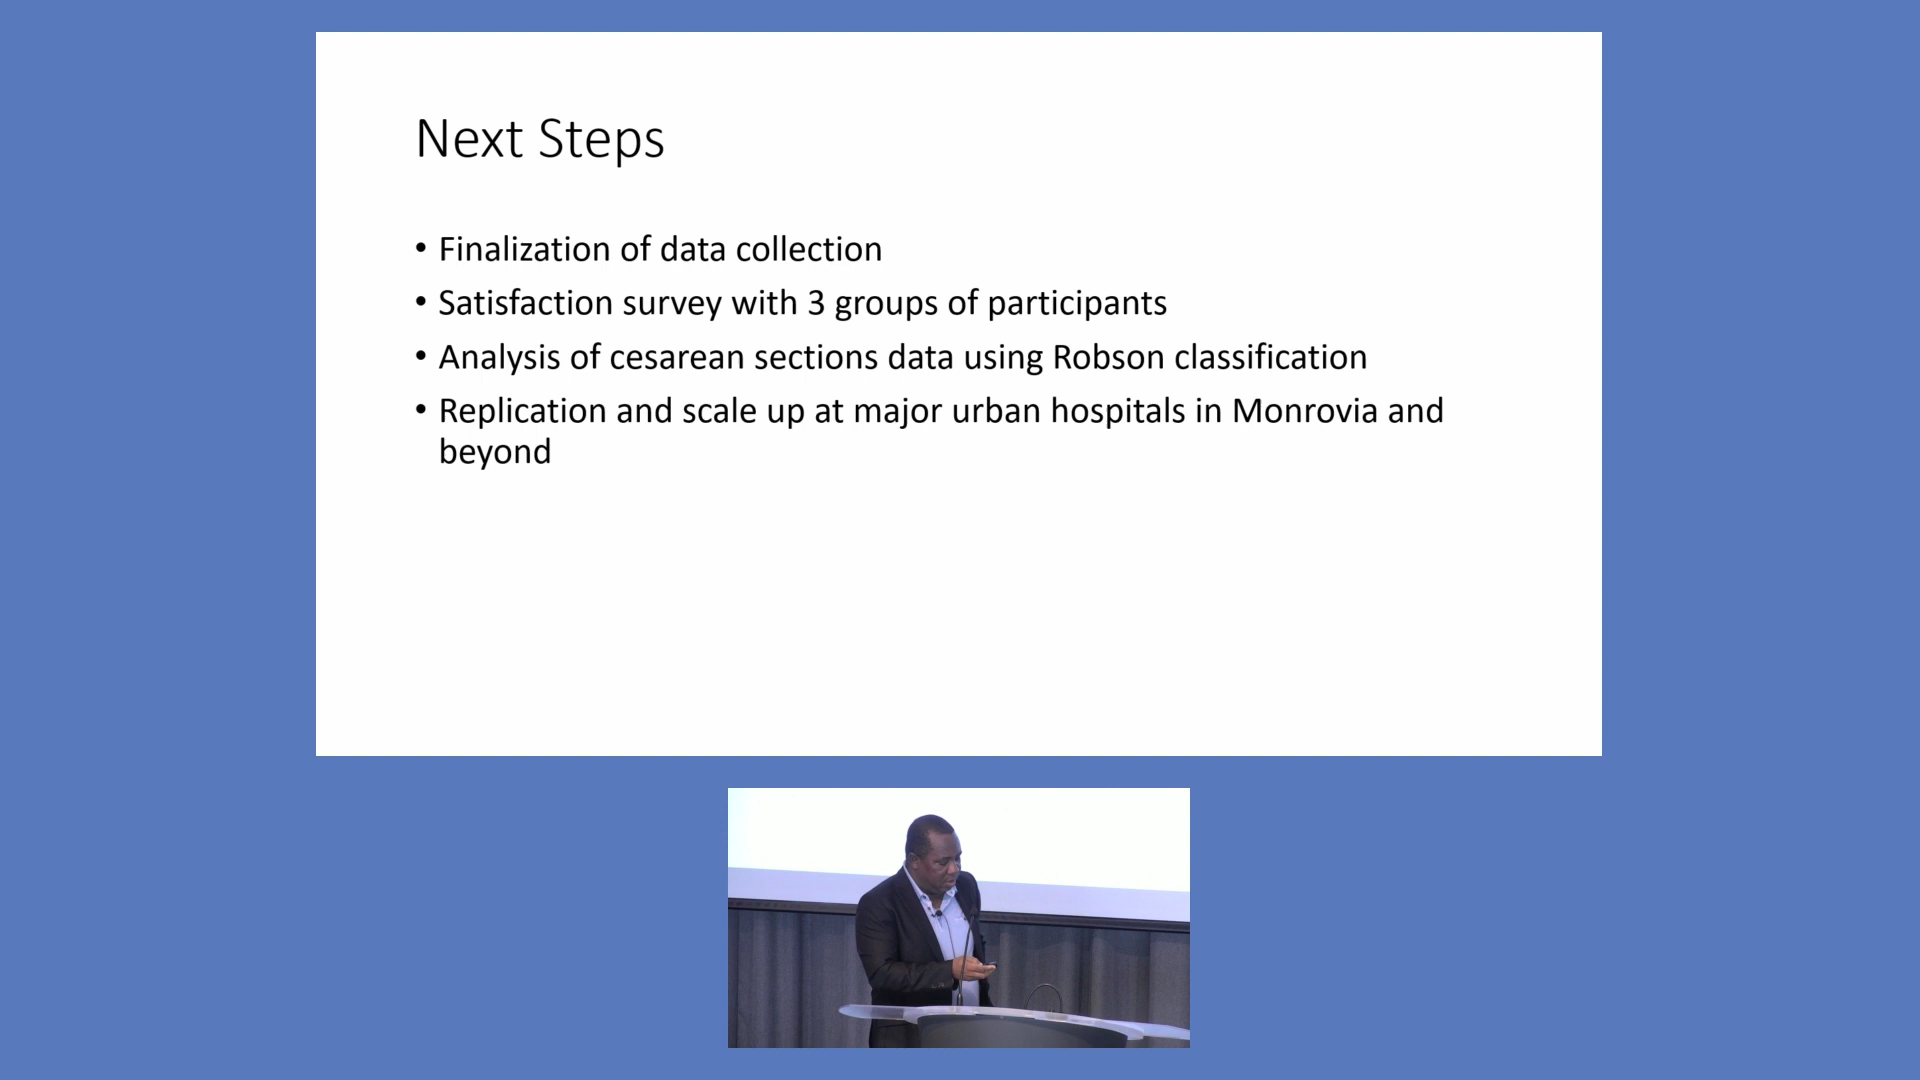 Next Steps
• Finalization of data collection
• Satisfaction survey with 3 groups of participants
• Analysis of cesarean sections data using Robson classification
• Replication and scale up at major urban hospitals in Monrovia and
beyond